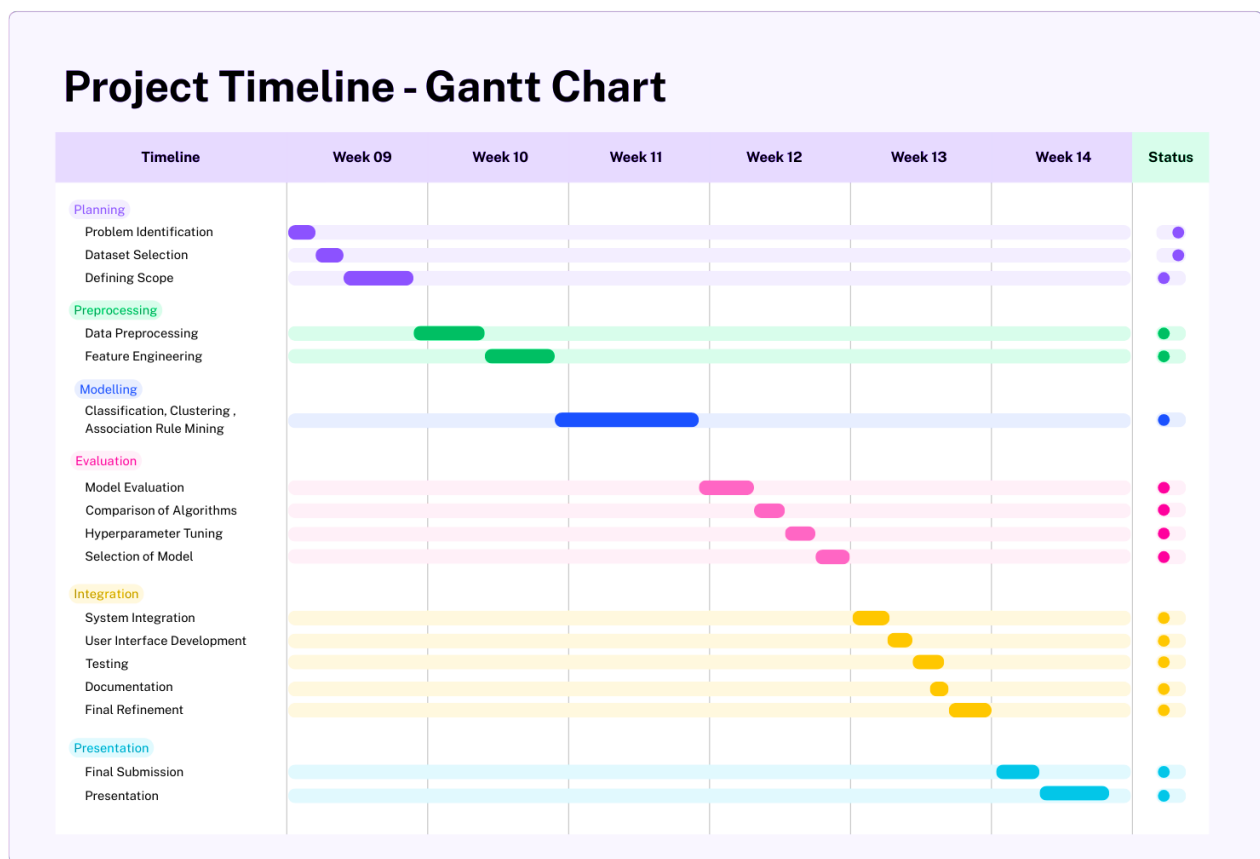 Project Timeline - Gantt Chart
Timeline Week 09 Week 10 Week 11 Week 12 Week 13 Week 14 Status
Planning
Problem Identification
Dataset Selection
Defining Scope
Preprocessing
Data Preprocessing
Feature Engineering
Modelling
Classification, Clustering ,
Association Rule Mining
Evaluation
Model Evaluation
Comparison of Algorithms
Hyperparameter Tuning
Selection of Model
Integration
System Integration
User Interface Development
Testing
Documentation
Final Refinement
Presentation
Final Submission
Presentation